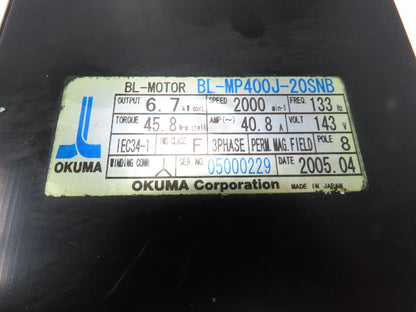 BL-MOTOR BL-MP400J-20SNB
OUTPUT 6.7 kW cont. SPEED 2000 min-1 FREQ. 133 Hz
TORQUE 45.8 N-m stall AMP(~) 40.8 A VOLT 143 V
IEC34-1 INS.CLASS F 3PHASE PERM. MAG. FIELD POLE 8
WINDING CONN. SER.NO. 05000229 DATE 2005.04
OKUMA
OKUMA Corporation MADE IN JAPAN